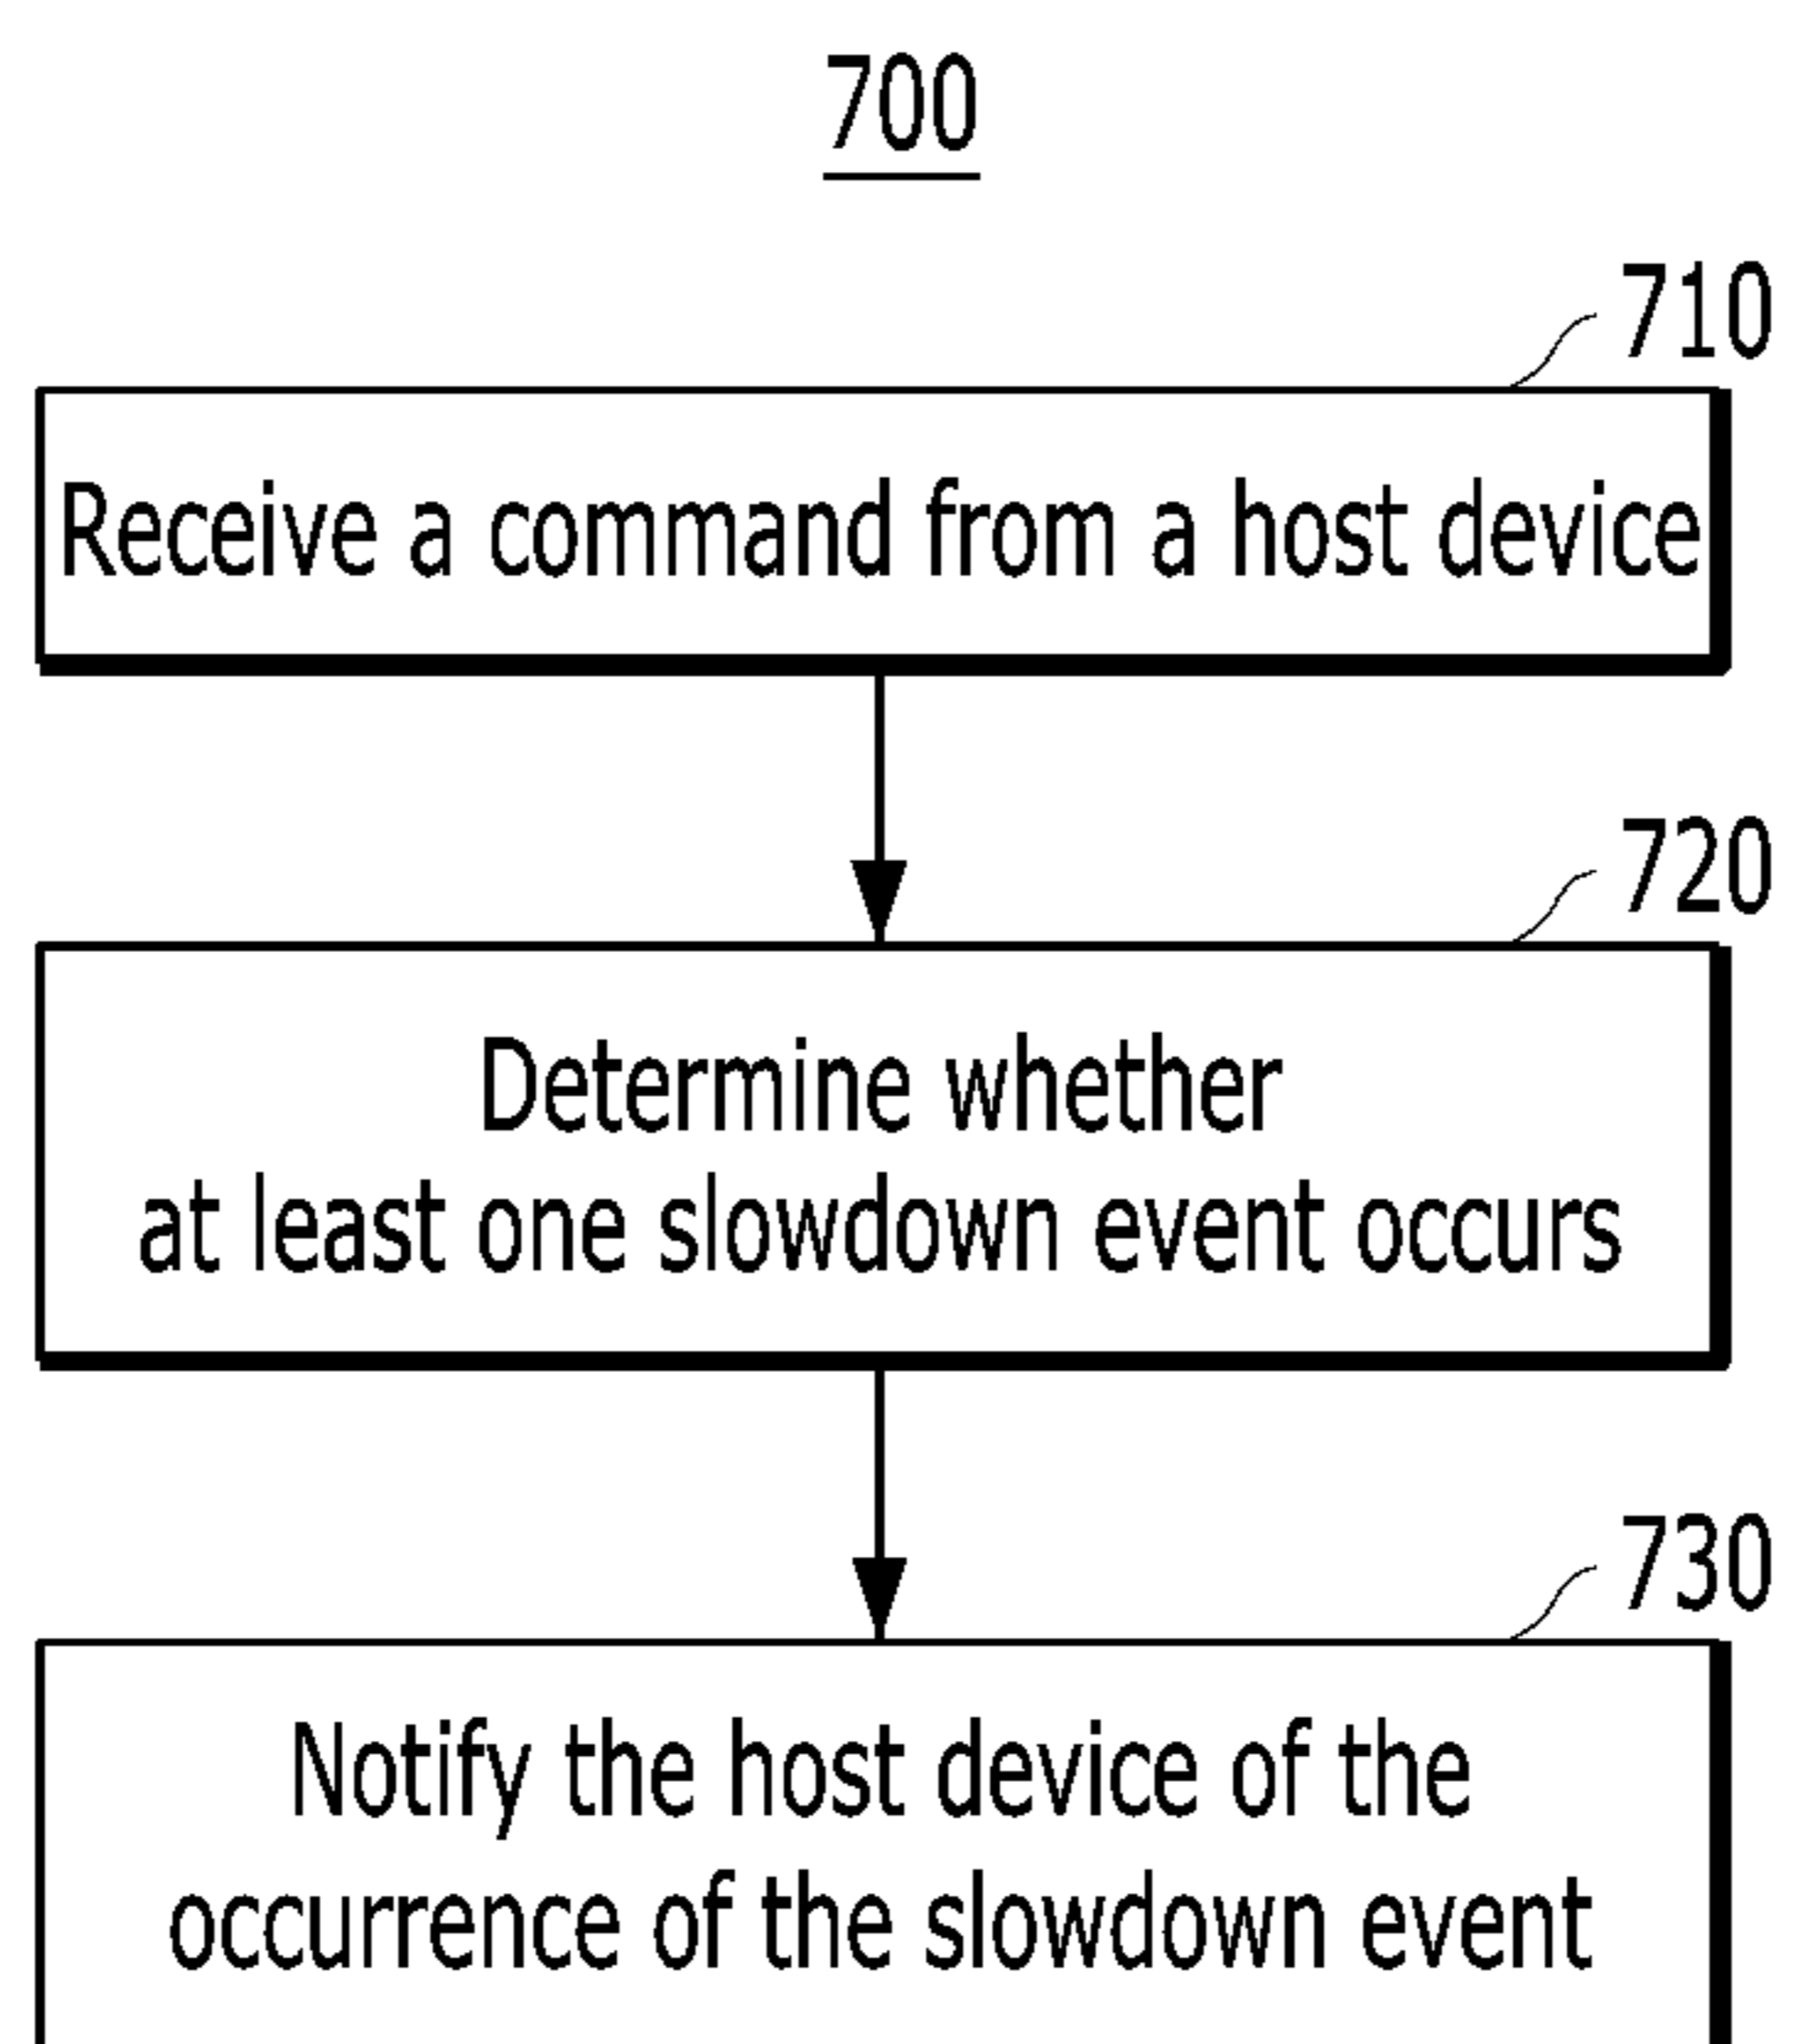 700
710
Receive a command from a host device
720
Determine whether
at least one slowdown event occurs
730
Notify the host device of the
occurrence of the slowdown event